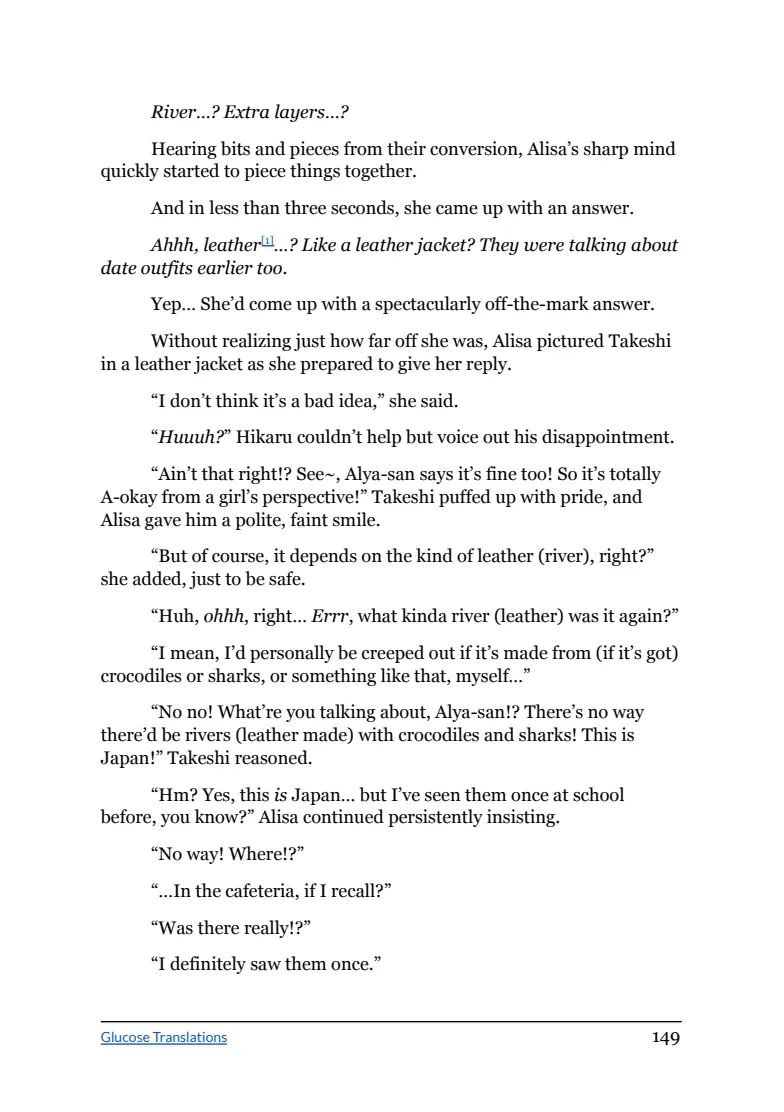 River...? Extra layers...?
Hearing bits and pieces from their conversion, Alisa’s sharp mind
quickly started to piece things together.
And in less than three seconds, she came up with an answer.
Ahhh, leather[1]...? Like a leather jacket? They were talking about
date outfits earlier too.
Yep... She’d come up with a spectacularly off-the-mark answer.
Without realizing just how far off she was, Alisa pictured Takeshi
in a leather jacket as she prepared to give her reply.
“I don’t think it’s a bad idea,” she said.
“Huuuh?” Hikaru couldn’t help but voice out his disappointment.
“Ain’t that right!? See~, Alya-san says it’s fine too! So it’s totally
A-okay from a girl’s perspective!” Takeshi puffed up with pride, and
Alisa gave him a polite, faint smile.
“But of course, it depends on the kind of leather (river), right?”
she added, just to be safe.
“Huh, ohhh, right... Errr, what kinda river (leather) was it again?”
“I mean, I’d personally be creeped out if it’s made from (if it’s got)
crocodiles or sharks, or something like that, myself...”
“No no! What’re you talking about, Alya-san!? There’s no way
there’d be rivers (leather made) with crocodiles and sharks! This is
Japan!” Takeshi reasoned.
“Hm? Yes, this is Japan... but I’ve seen them once at school
before, you know?” Alisa continued persistently insisting.
“No way! Where!?”
“...In the cafeteria, if I recall?”
“Was there really!?”
“I definitely saw them once.”
Glucose Translations 149